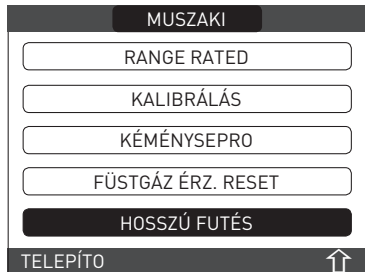 MUSZAKI
RANGE RATED
KALIBRÁLÁS
KÉMÉNYSEPRO
FÜSTGÁZ ÉRZ. RESET
HOSSZÚ FUTÉS
TELEPÍTO